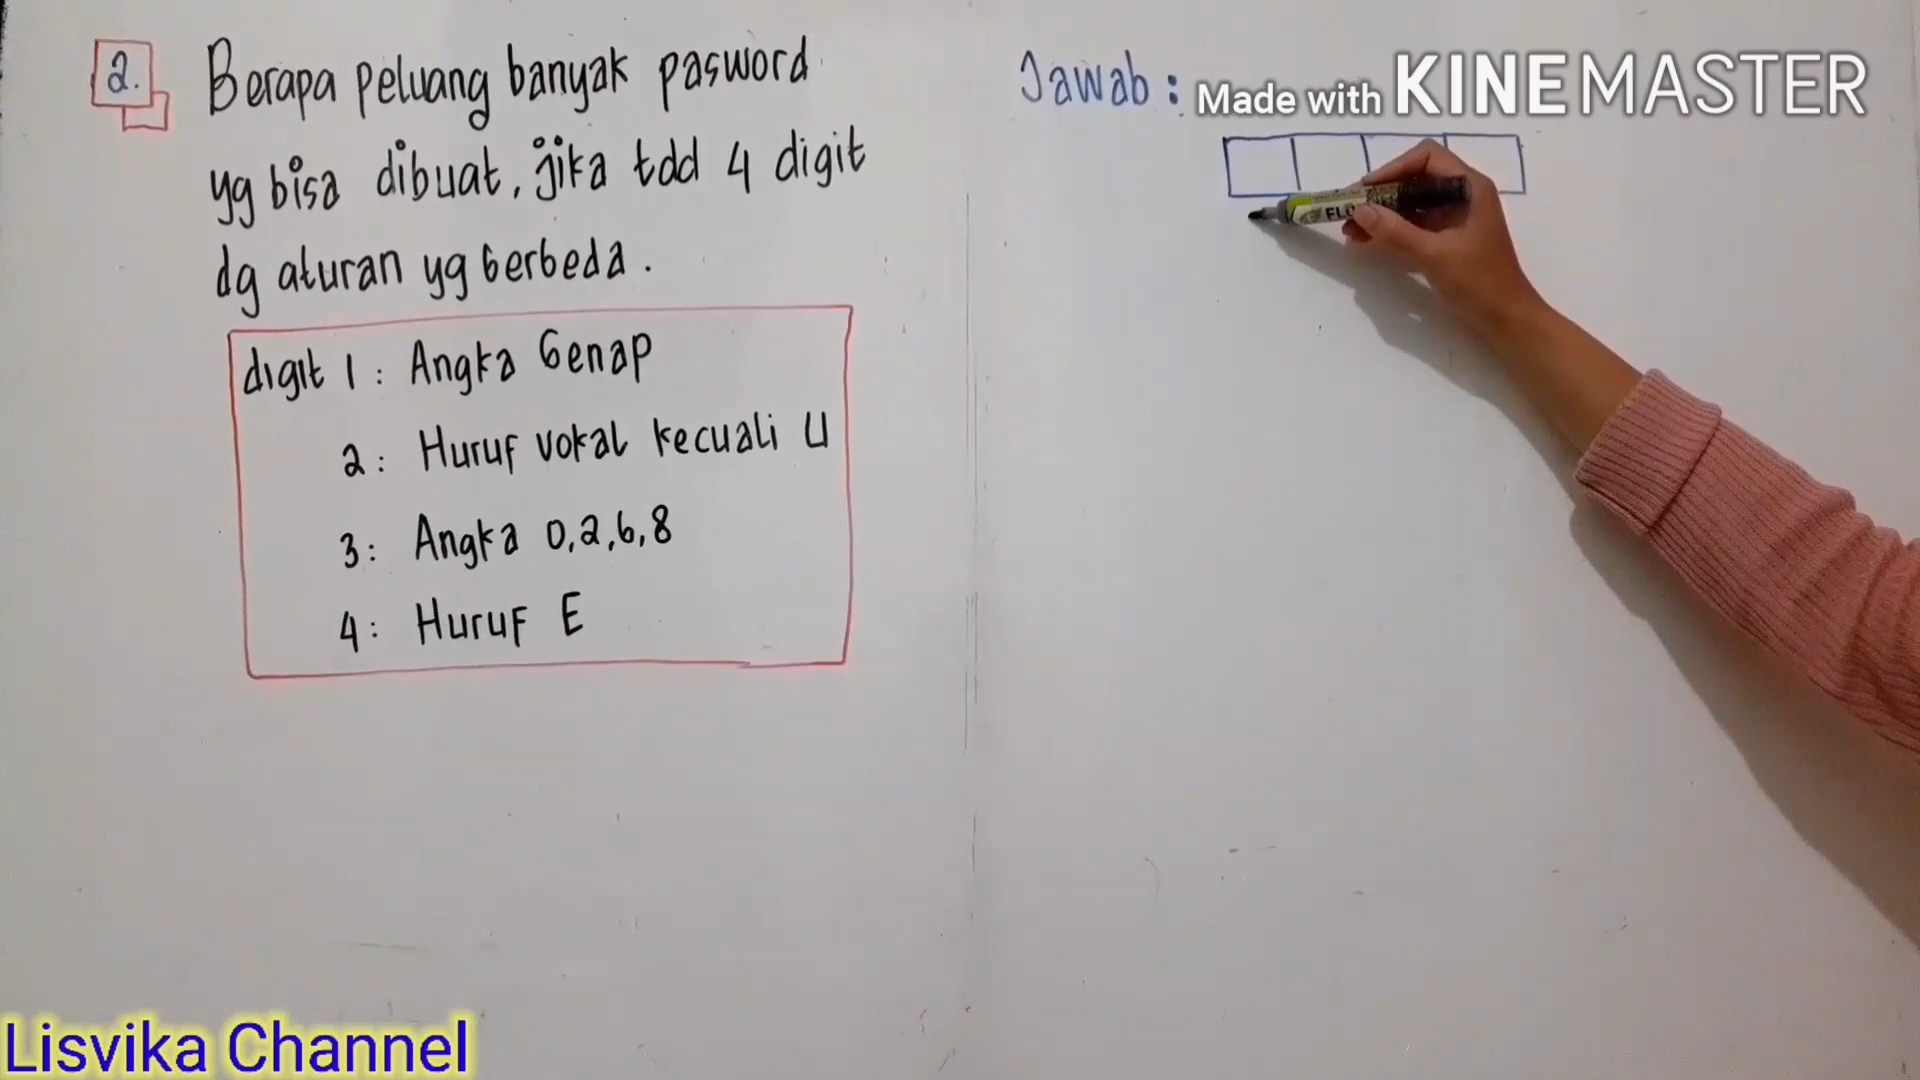 2. Berapa peluang banyak pasword
yg bisa dibuat, jika tdd 4 digit
dg aturan yg berbeda.
digit 1 : Angka Genap
2 : Huruf vokal kecuali U
3 : Angka 0,2,6,8
4 : Huruf E
Jawab :
Made with KINEMASTER
FLO
Lisvika Channel